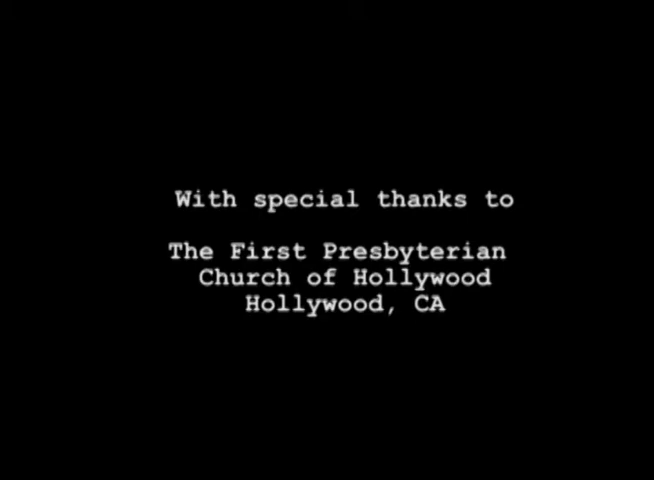 With special thanks to
The First Presbyterian
Church of Hollywood
Hollywood, CA